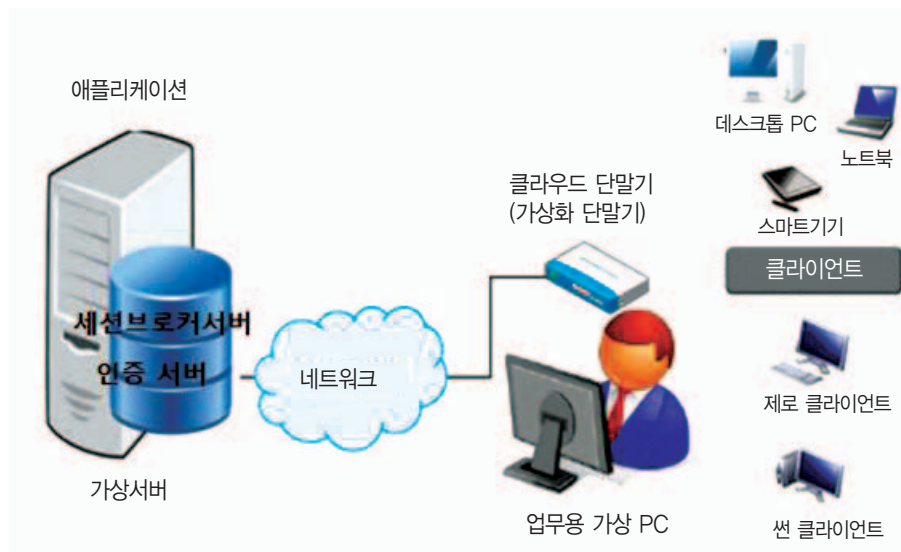 애플리케이션
세션브로커서버
인증 서버
가상서버
네트워크
클라우드 단말기
(가상화 단말기)
업무용 가상 PC
데스크톱 PC
노트북
스마트기기
클라이언트
제로 클라이언트
썬 클라이언트